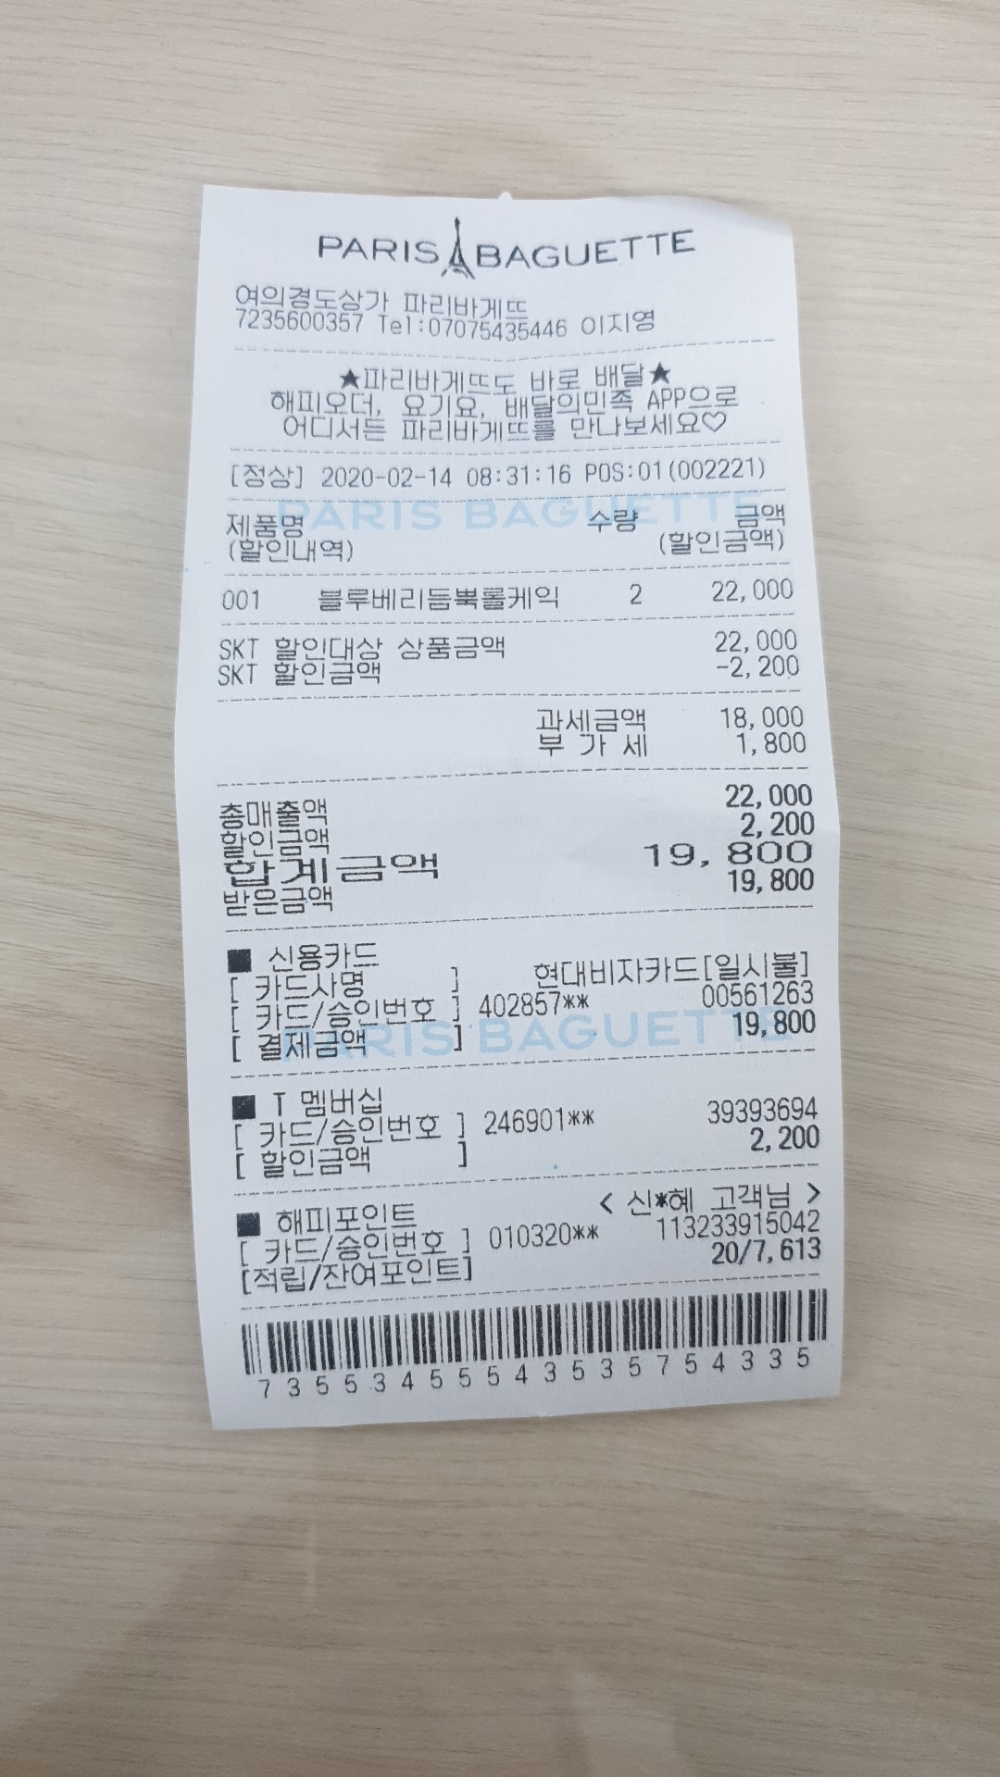 PARIS BAGUETTE
여의경도상가 파리바게뜨
7235600357 Tel:07075435446 이지영
★파리바게뜨도 바로 배달★
해피오더, 요기요, 배달의민족 APP으로
어디서든 파리바게뜨를 만나보세요♡
[정상] 2020-02-14 08:31:16 POS:01(002221)
PARIS BAGUETTE
제품명 수량 금액
(할인내역) (할인금액)
001 블루베리듬뿍롤케익 2 22,000
SKT 할인대상 상품금액 22,000
SKT 할인금액 -2,200
과세금액 18,000
부 가 세 1,800
총매출액 22,000
할인금액 2,200
합계금액 19,800
받은금액 19,800
■ 신용카드
[ 카드사명 ] 현대비자카드[일시불]
[ 카드/승인번호 ] 402857** 00561263
[ 결제금액 ] 19,800
PARIS BAGUETTE
■ T 멤버십
[ 카드/승인번호 ] 246901** 39393694
[ 할인금액 ] 2,200
■ 해피포인트 < 신*혜 고객님 >
[ 카드/승인번호 ] 010320** 113233915042
[적립/잔여포인트] 20/7,613
73553455543535754335